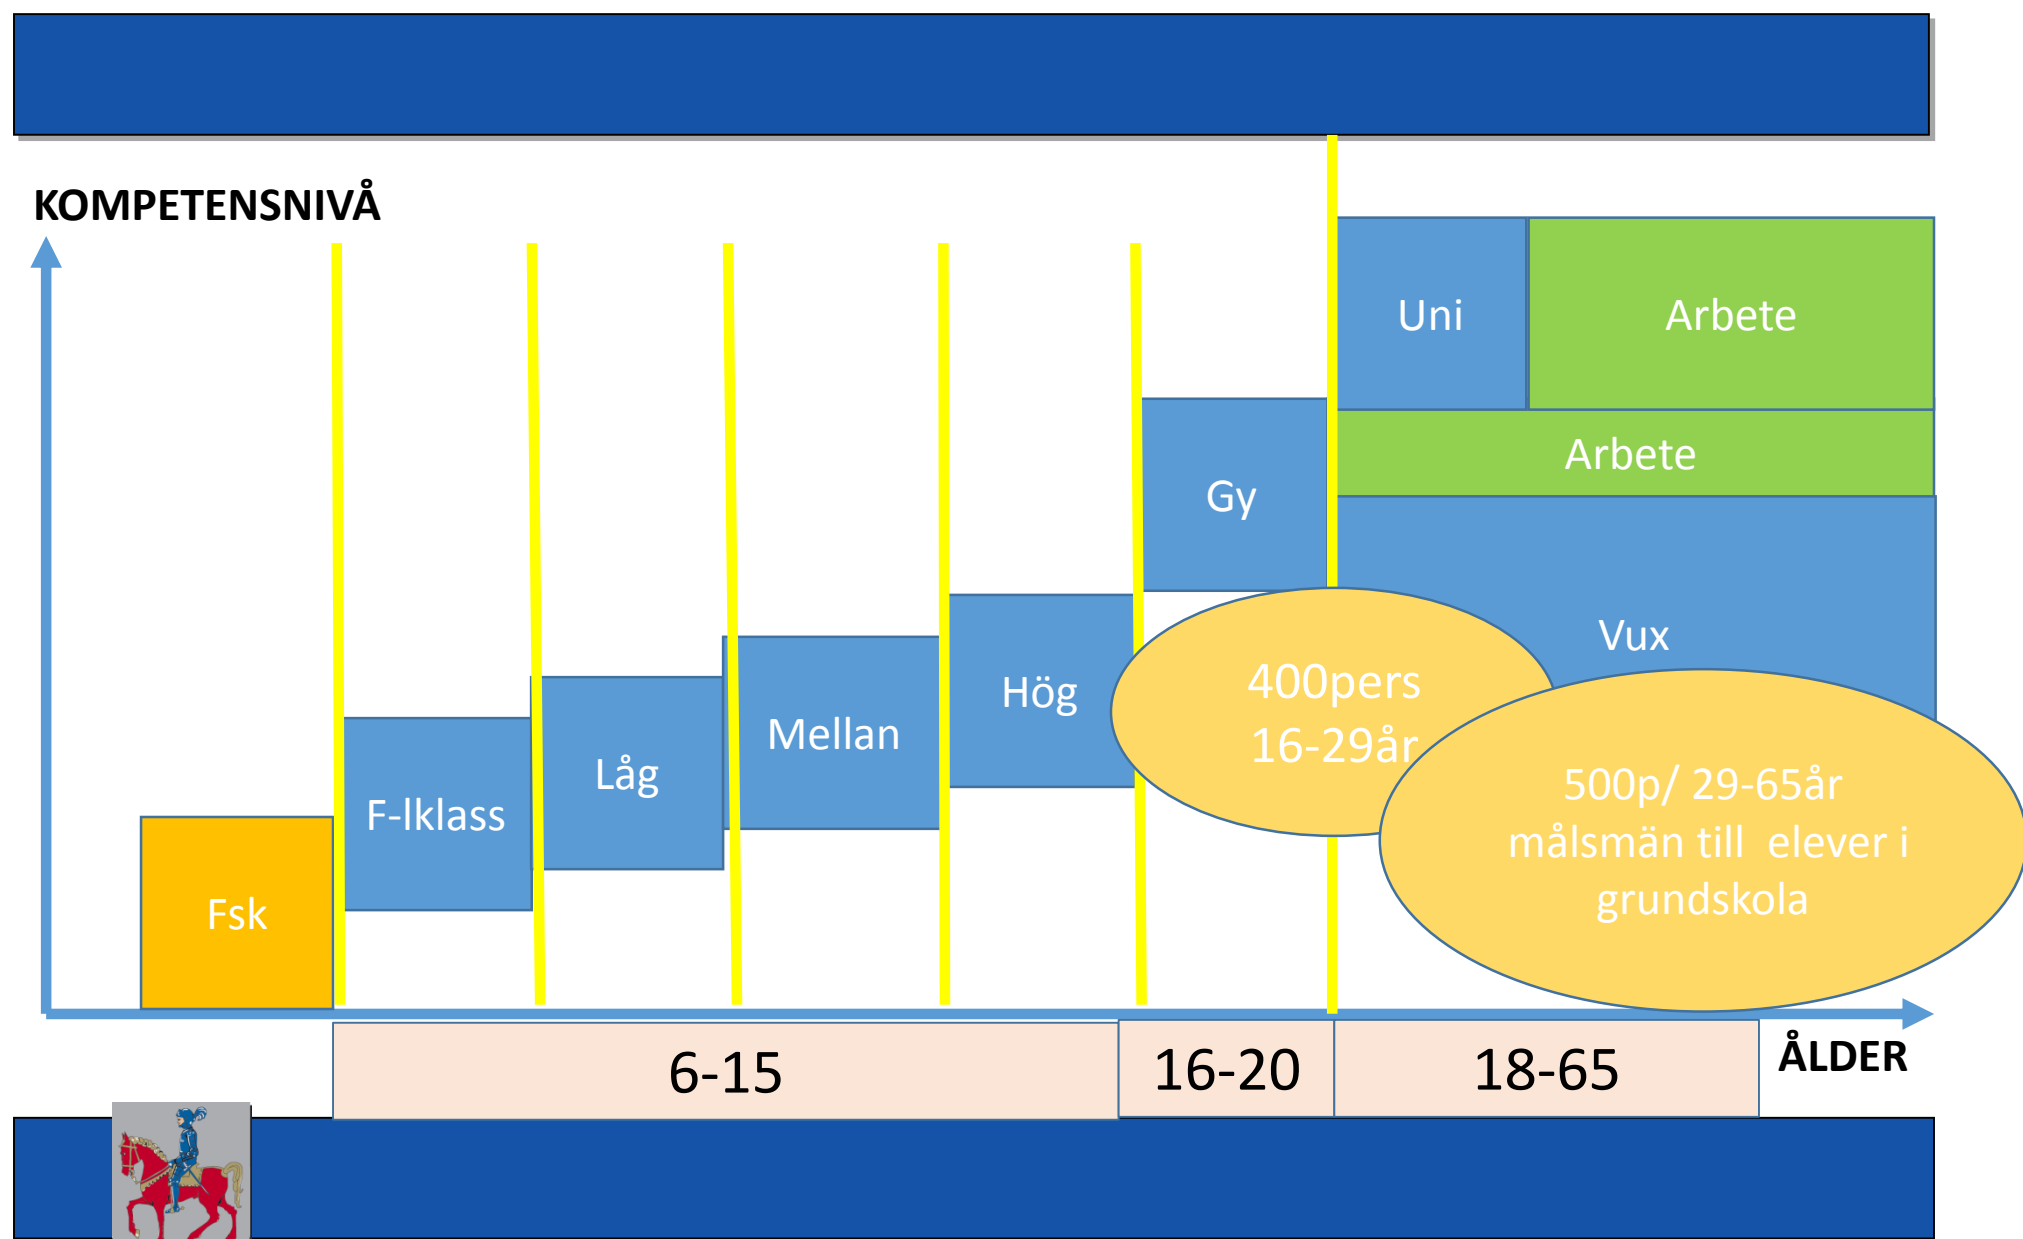 KOMPETENSNIVÅ
Uni
Arbete
Arbete
Gy
Vux
400pers
16-29år
Hög
Mellan
Låg
F-lklass
Fsk
500p/ 29-65år
målsmän till  elever i
grundskola
6-15
16-20
18-65
ÅLDER